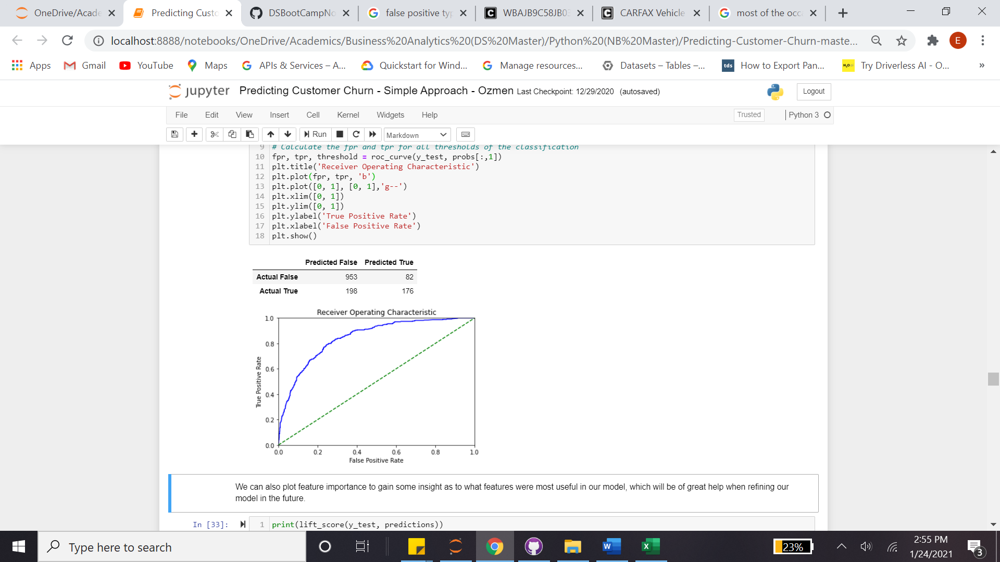 OneDrive/Acade
Predicting Custo
DSBootCampNo
false positive typ
WBAJB9C58JB03
CARFAX Vehicle
most of the occ
localhost:8888/notebooks/OneDrive/Academics/Business%20Analytics%20(DS%20Master)/Python%20(NB%20Master)/Predicting-Customer-Churn-maste...
E
Apps
Gmail
YouTube
Maps
APIs & Services – A...
Quickstart for Wind...
Manage resources...
Datasets – Tables –...
tds How to Export Pan...
H2O.ai Try Driverless AI - O...
»
jupyter Predicting Customer Churn - Simple Approach - Ozmen Last Checkpoint: 12/29/2020 (autosaved)
Logout
File Edit View Insert Cell Kernel Widgets Help
Trusted
Python 3
Run
Markdown
9 # Calculate the fpr and tpr for all thresholds of the classification
10 fpr, tpr, threshold = roc_curve(y_test, probs[:,1])
11 plt.title('Receiver Operating Characteristic')
12 plt.plot(fpr, tpr, 'b')
13 plt.plot([0, 1], [0, 1],'g--')
14 plt.xlim([0, 1])
15 plt.ylim([0, 1])
16 plt.ylabel('True Positive Rate')
17 plt.xlabel('False Positive Rate')
18 plt.show()
Predicted False Predicted True
Actual False 953 82
Actual True 198 176
Receiver Operating Characteristic
True Positive Rate
1.0
0.8
0.6
0.4
0.2
0.0
0.0 0.2 0.4 0.6 0.8 1.0
False Positive Rate
We can also plot feature importance to gain some insight as to what features were most useful in our model, which will be of great help when refining our
model in the future.
In [33]:
1 print(lift_score(y_test, predictions))
Type here to search
23%
2:55 PM
1/24/2021
3